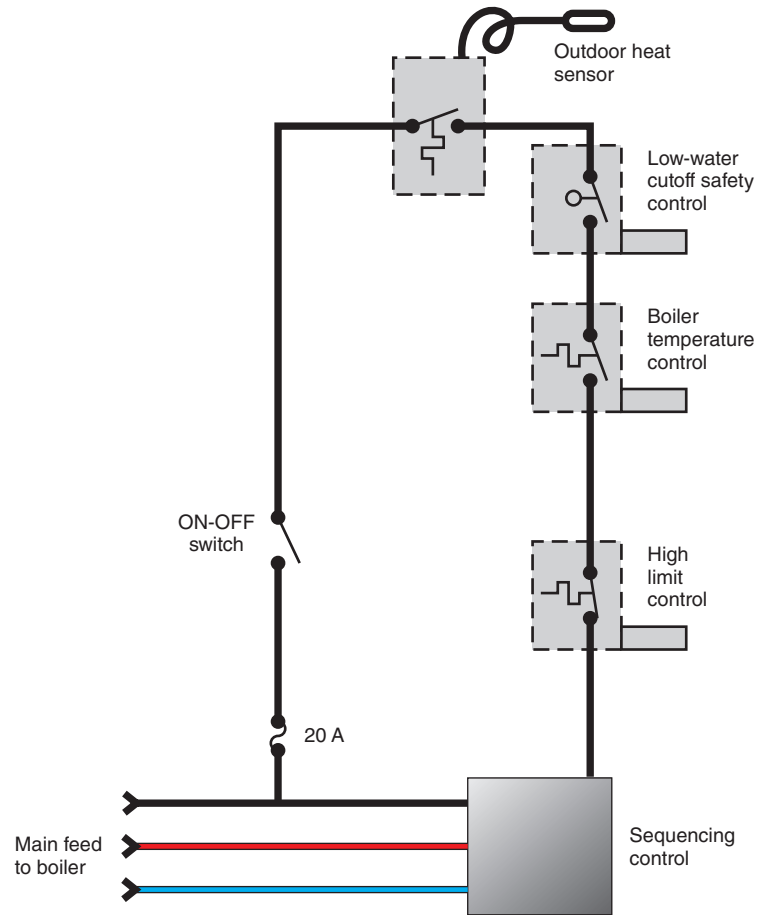 Outdoor heat
sensor
Low-water
cutoff safety
control
Boiler
temperature
control
ON-OFF
switch
High
limit
control
20 A
Main feed
to boiler
Sequencing
control